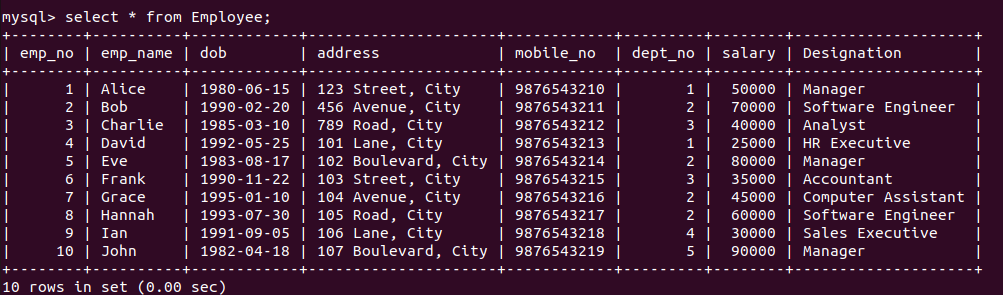 mysql> select * from Employee;
+--------+----------+------------+--------------------+------------+---------+--------+--------------------+
| emp_no | emp_name | dob        | address            | mobile_no  | dept_no | salary | Designation        |
+--------+----------+------------+--------------------+------------+---------+--------+--------------------+
|      1 | Alice    | 1980-06-15 | 123 Street, City   | 9876543210 |       1 |  50000 | Manager            |
|      2 | Bob      | 1990-02-20 | 456 Avenue, City   | 9876543211 |       2 |  70000 | Software Engineer  |
|      3 | Charlie  | 1985-03-10 | 789 Road, City     | 9876543212 |       3 |  40000 | Analyst            |
|      4 | David    | 1992-05-25 | 101 Lane, City     | 9876543213 |       1 |  25000 | HR Executive       |
|      5 | Eve      | 1983-08-17 | 102 Boulevard, City | 9876543214 |       2 |  80000 | Manager            |
|      6 | Frank    | 1990-11-22 | 103 Street, City   | 9876543215 |       3 |  35000 | Accountant         |
|      7 | Grace    | 1995-01-10 | 104 Avenue, City   | 9876543216 |       2 |  45000 | Computer Assistant |
|      8 | Hannah   | 1993-07-30 | 105 Road, City     | 9876543217 |       2 |  60000 | Software Engineer  |
|      9 | Ian      | 1991-09-05 | 106 Lane, City     | 9876543218 |       4 |  30000 | Sales Executive    |
|     10 | John     | 1982-04-18 | 107 Boulevard, City | 9876543219 |       5 |  90000 | Manager            |
+--------+----------+------------+--------------------+------------+---------+--------+--------------------+
10 rows in set (0.00 sec)